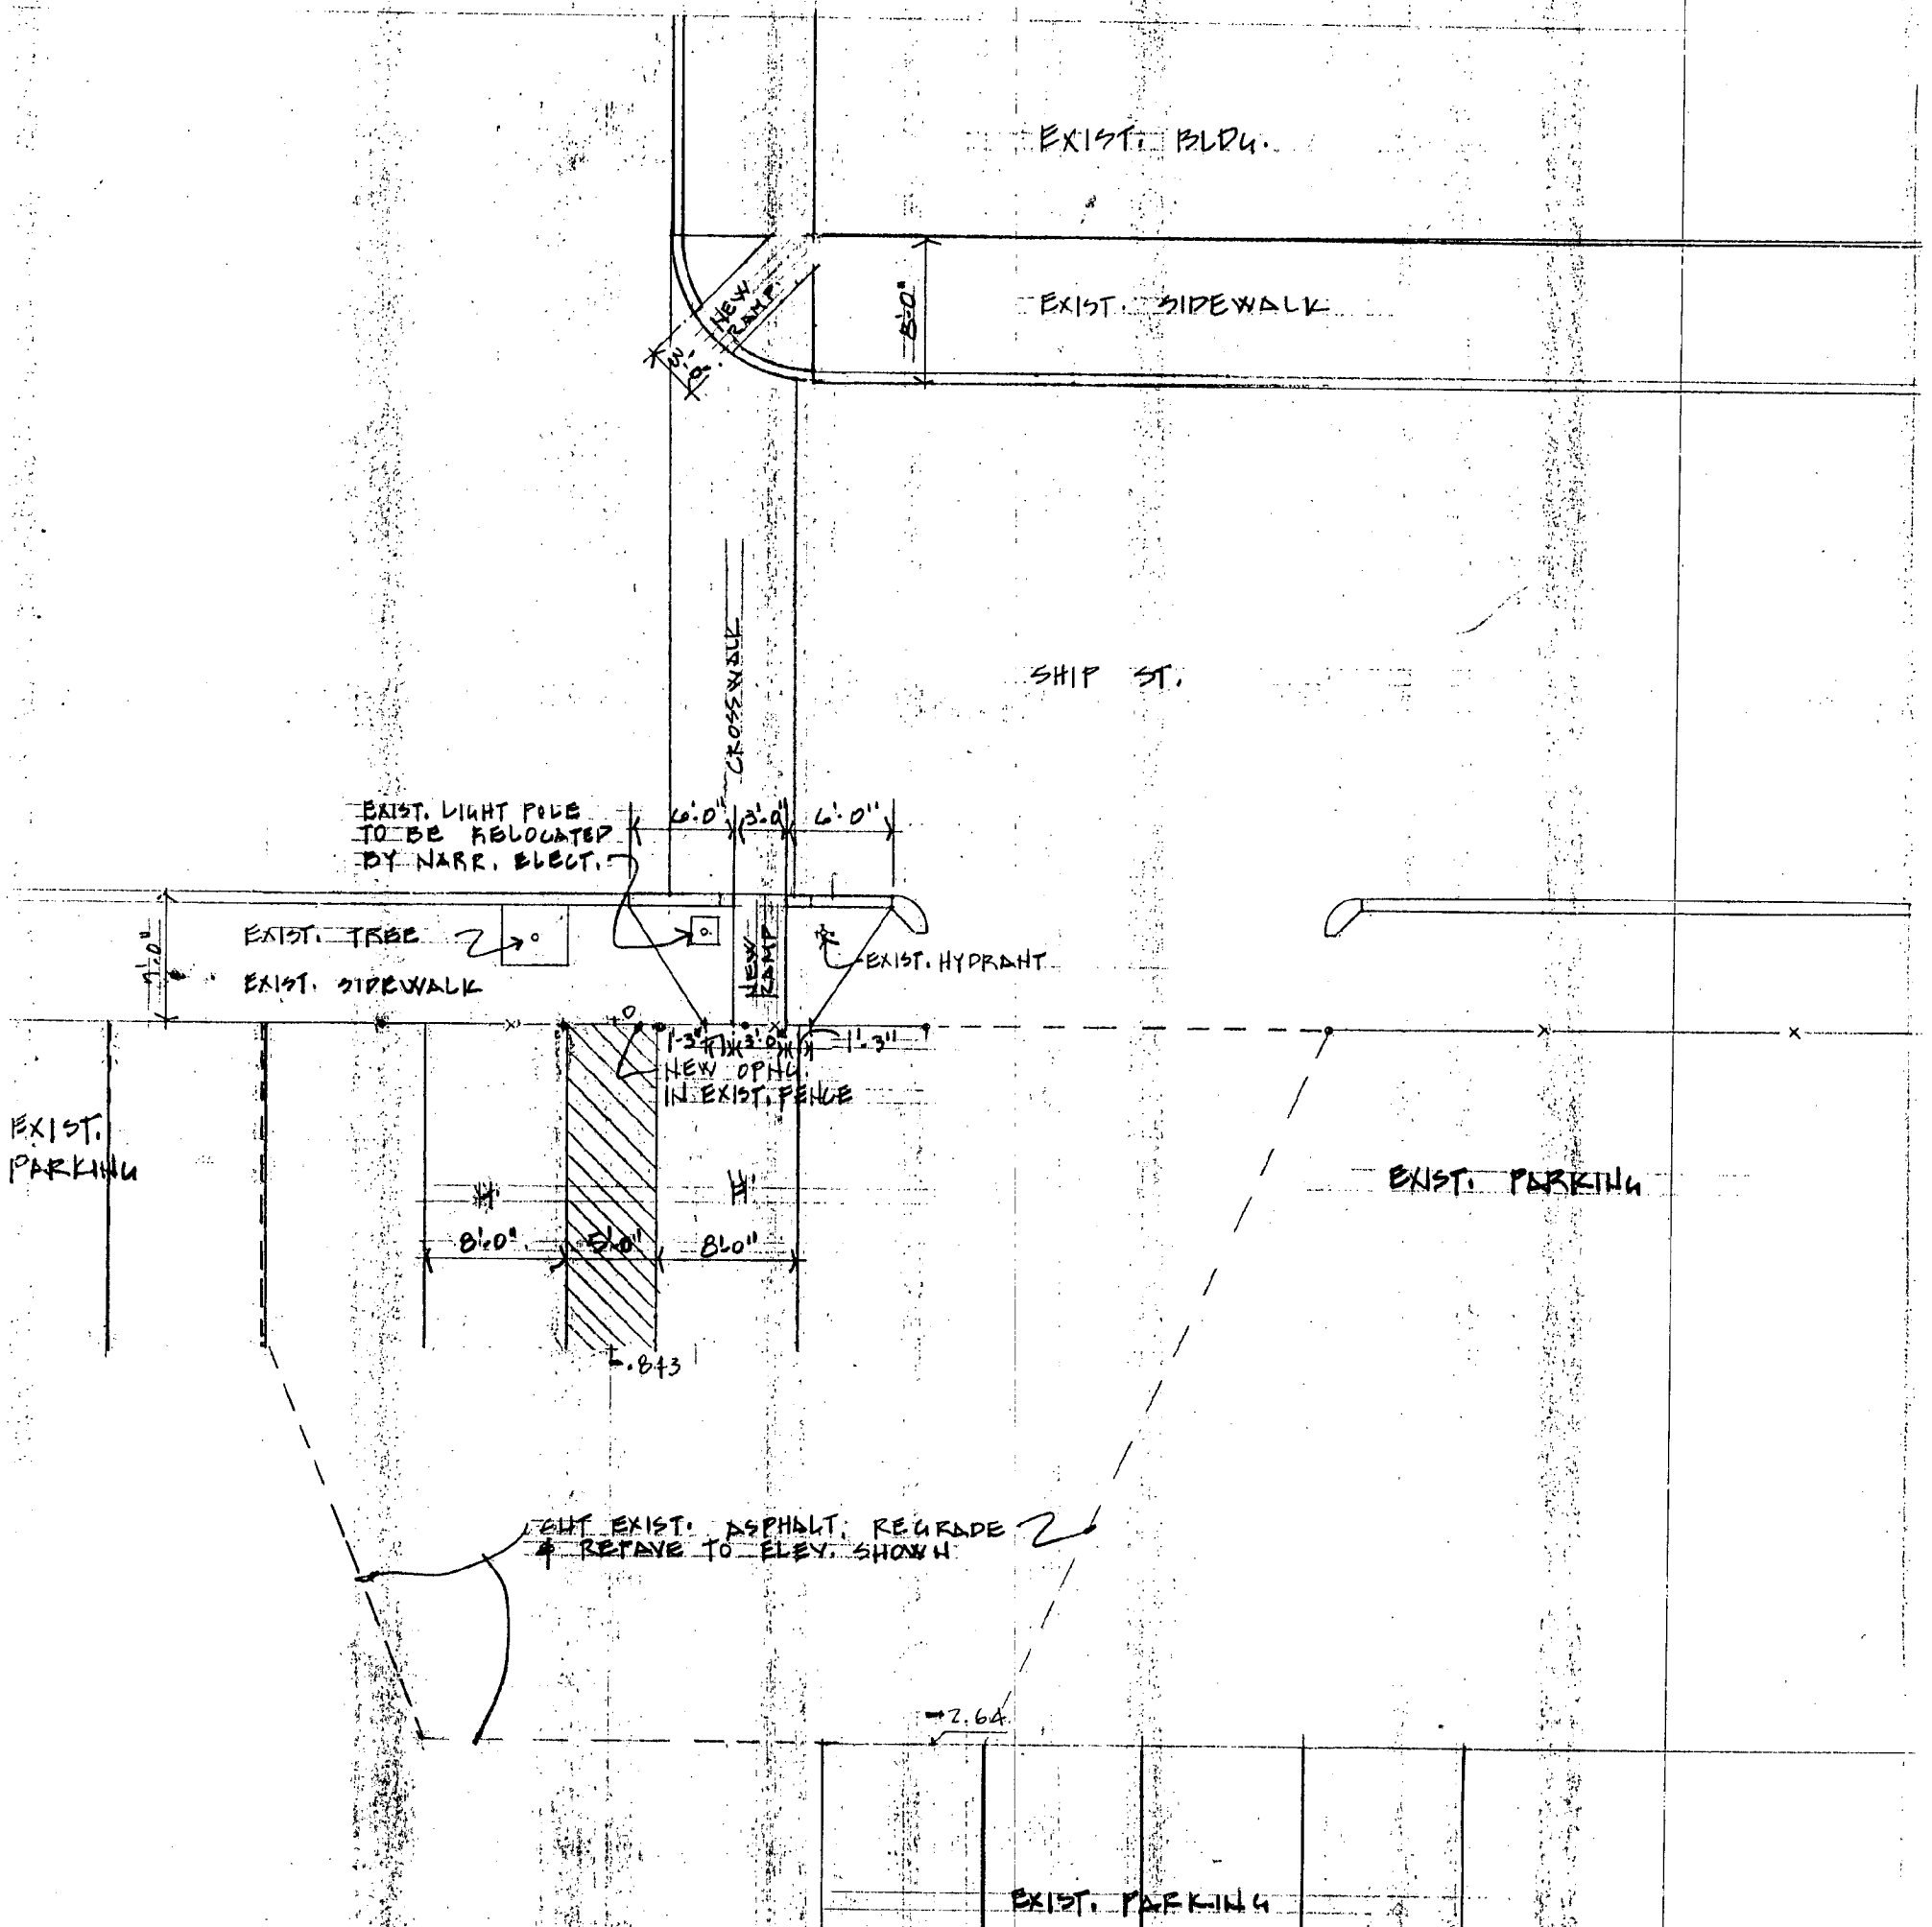 EXIST. BLDG.
NEW
RAMP
3'-0"
8'-0"
EXIST. SIDEWALK
CROSSWALK
SHIP ST.
EXIST. LIGHT POLE
TO BE RELOCATED
BY NARR. ELECT.
6'-0" 3'-0" 6'-0"
EXIST. TREE
EXIST. SIDEWALK
NEW
RAMP
EXIST. HYDRANT
0
1'-3" 3'-0" 1'-3"
NEW OPNG.
IN EXIST. FENCE
EXIST.
PARKING
H H
8'-0" 5'-0" 8'-0"
EXIST. PARKING
-.843
CUT EXIST. ASPHALT, REGRADE
& REPAVE TO ELEV. SHOWN
-2.64
EXIST. PARKING